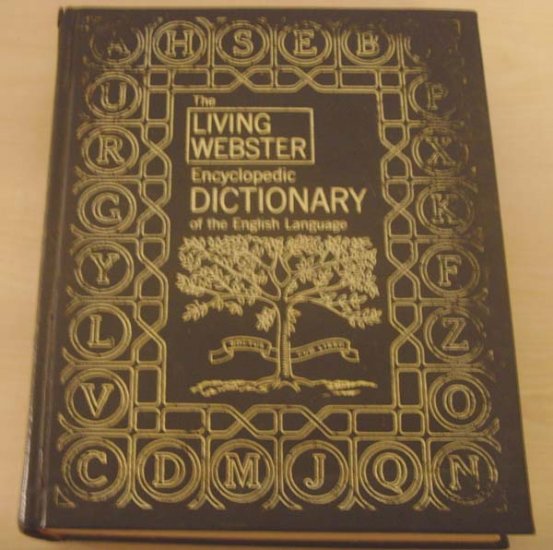 A H S E B
The
LIVING
WEBSTER
Encyclopedic
DICTIONARY
of the English Language
U P
R X
G K
Y F
L Z
V O
C D M J Q N